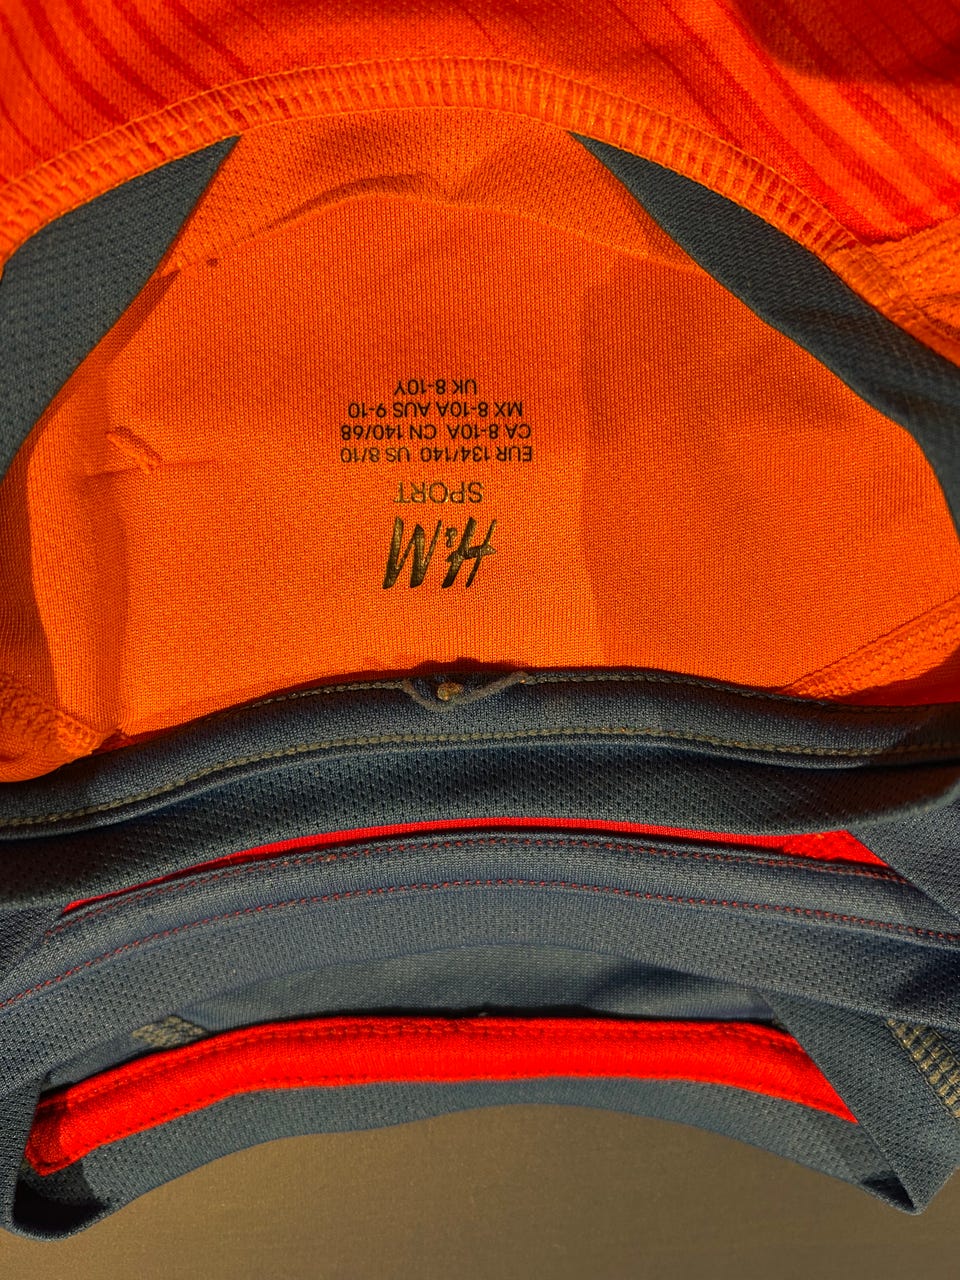 H&M
SPORT
EUR 134/140 US 8/10
CA 8-10A CN 140/68
MX 8-10A AUS 9-10
UK 8-10Y